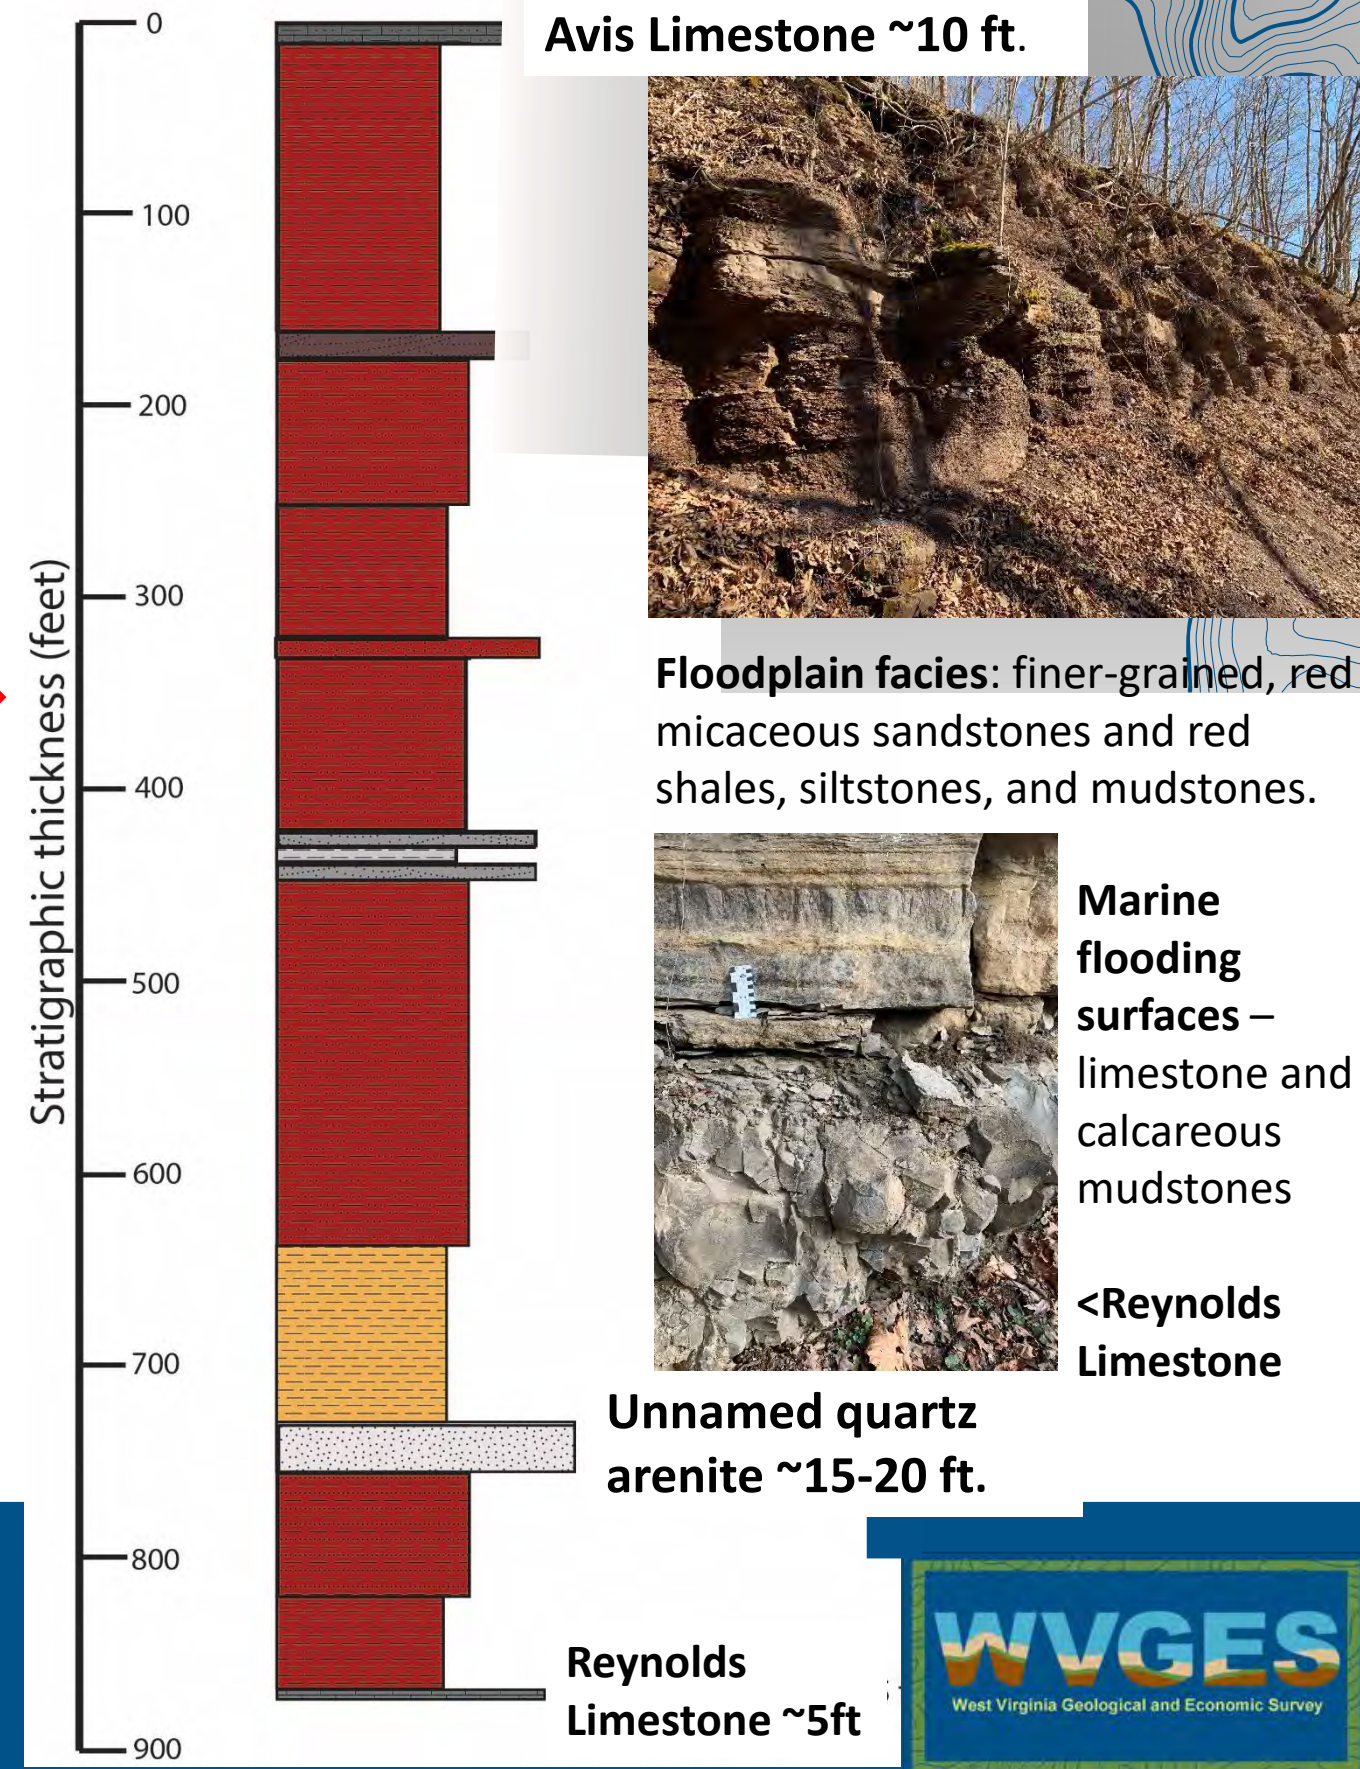 Avis Limestone ~10 ft.
Stratigraphic thickness (feet)
0
100
200
300
400
500
600
700
800
900
Floodplain facies: finer-grained, red
micaceous sandstones and red
shales, siltstones, and mudstones.
Marine
flooding
surfaces –
limestone and
calcareous
mudstones
<Reynolds
Limestone
Unnamed quartz
arenite ~15-20 ft.
Reynolds
Limestone ~5ft
WVGES
West Virginia Geological and Economic Survey